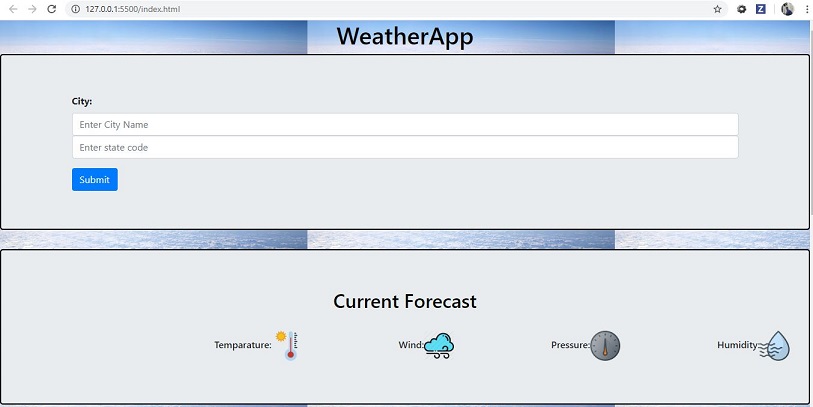 127.0.0.1:5500/index.html
WeatherApp
City:
Enter City Name
Enter state code
Submit
Current Forecast
Temparature: Wind: Pressure: Humidity